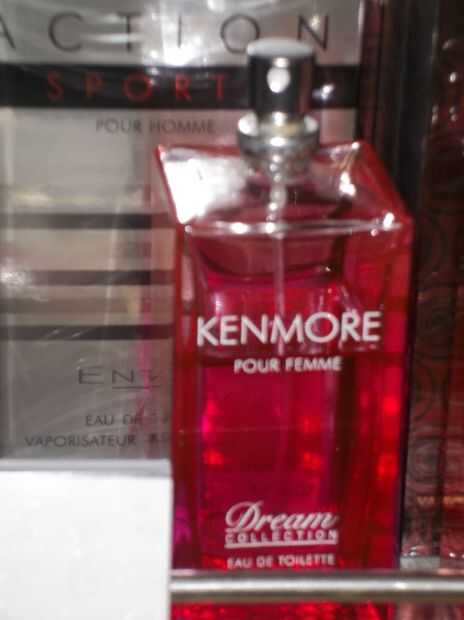 ACTION
SPORT
POUR HOMME
EAU DE
VAPORISATEUR
KENMORE
POUR FEMME
Dream
COLLECTION
EAU DE TOILETTE